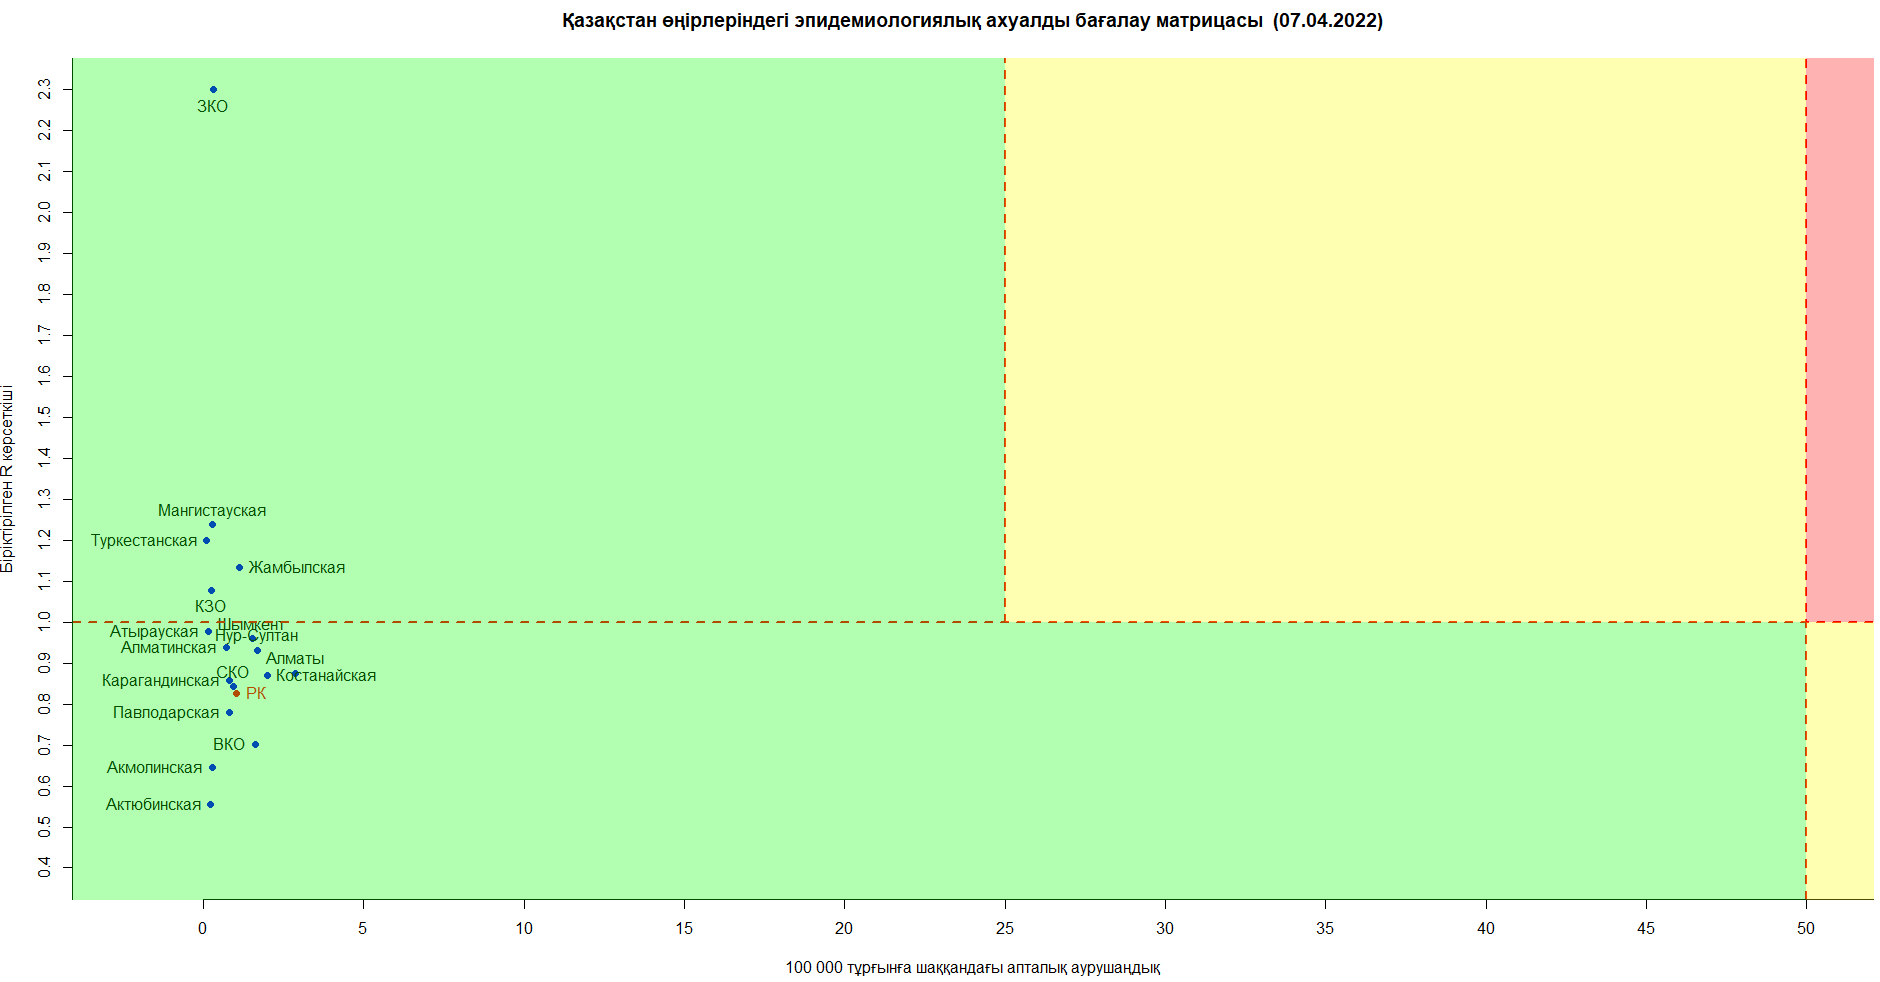 Қазақстан өңірлеріндегі эпидемиологиялық ахуалды бағалау матрицасы (07.04.2022)
Біріктірілген R көрсеткіші
2.3
2.2
2.1
2.0
1.9
1.8
1.7
1.6
1.5
1.4
1.3
1.2
1.1
1.0
0.9
0.8
0.7
0.6
0.5
0.4
ЗКО
Мангистауская
Туркестанская
Жамбылская
КЗО
Шымкент
Атырауская
Нур-Султан
Алматинская
Алматы
СКО
Костанайская
Карагандинская
РК
Павлодарская
ВКО
Акмолинская
Актюбинская
0 5 10 15 20 25 30 35 40 45 50
100 000 тұрғынға шаққандағы апталық аурушаңдық